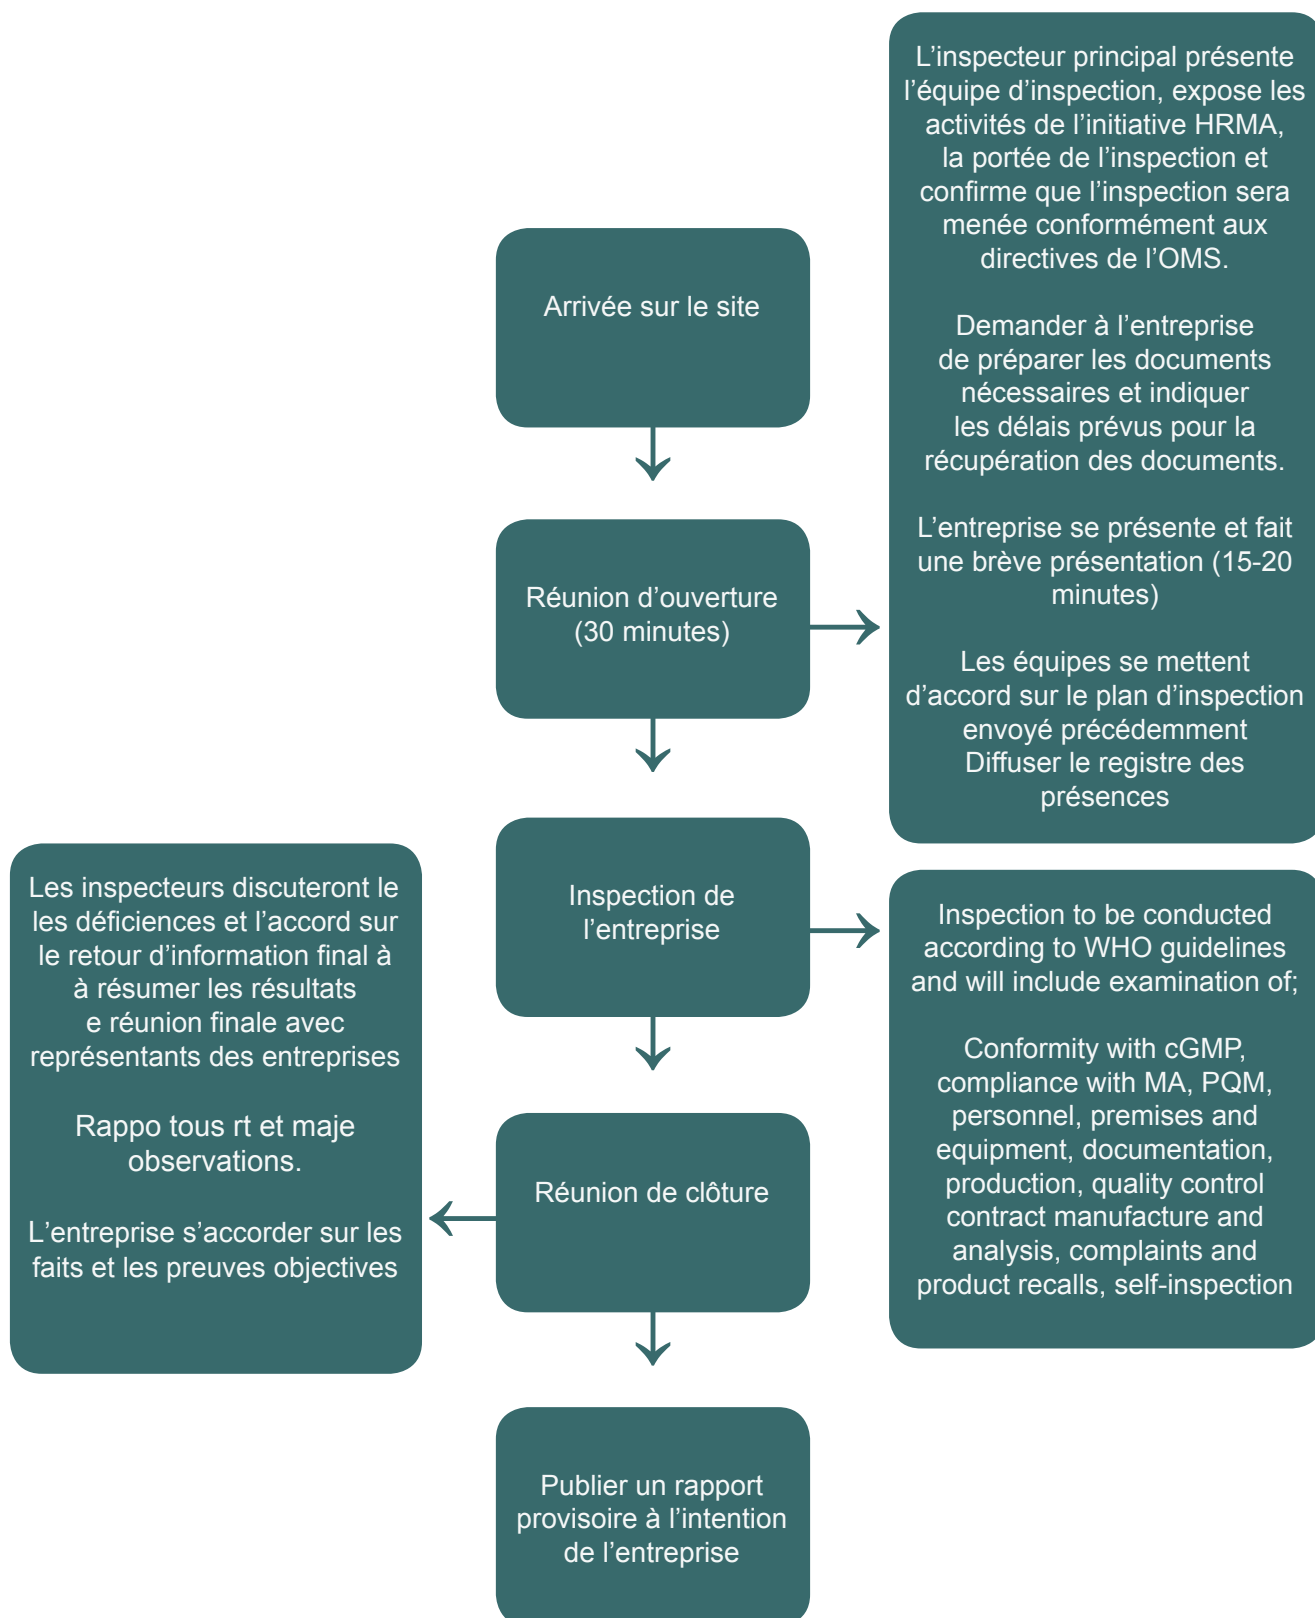 Arrivée sur le site
Réunion d’ouverture
(30 minutes)
L’inspecteur principal présente
l’équipe d’inspection, expose les
activités de l’initiative HRMA,
la portée de l’inspection et
confirme que l’inspection sera
menée conformément aux
directives de l’OMS.
Demander à l’entreprise
de préparer les documents
nécessaires et indiquer
les délais prévus pour la
récupération des documents.
L’entreprise se présente et fait
une brève présentation (15-20
minutes)
Les équipes se mettent
d’accord sur le plan d’inspection
envoyé précédemment
Diffuser le registre des
présences
Inspection de
l’entreprise
Inspection to be conducted
according to WHO guidelines
and will include examination of;
Conformity with cGMP,
compliance with MA, PQM,
personnel, premises and
equipment, documentation,
production, quality control
contract manufacture and
analysis, complaints and
product recalls, self-inspection
Réunion de clôture
Les inspecteurs discuteront le
les déficiences et l’accord sur
le retour d’information final à
à résumer les résultats
e réunion finale avec
représentants des entreprises
Rappo tous rt et maje
observations.
L’entreprise s’accorder sur les
faits et les preuves objectives
Publier un rapport
provisoire à l’intention
de l’entreprise